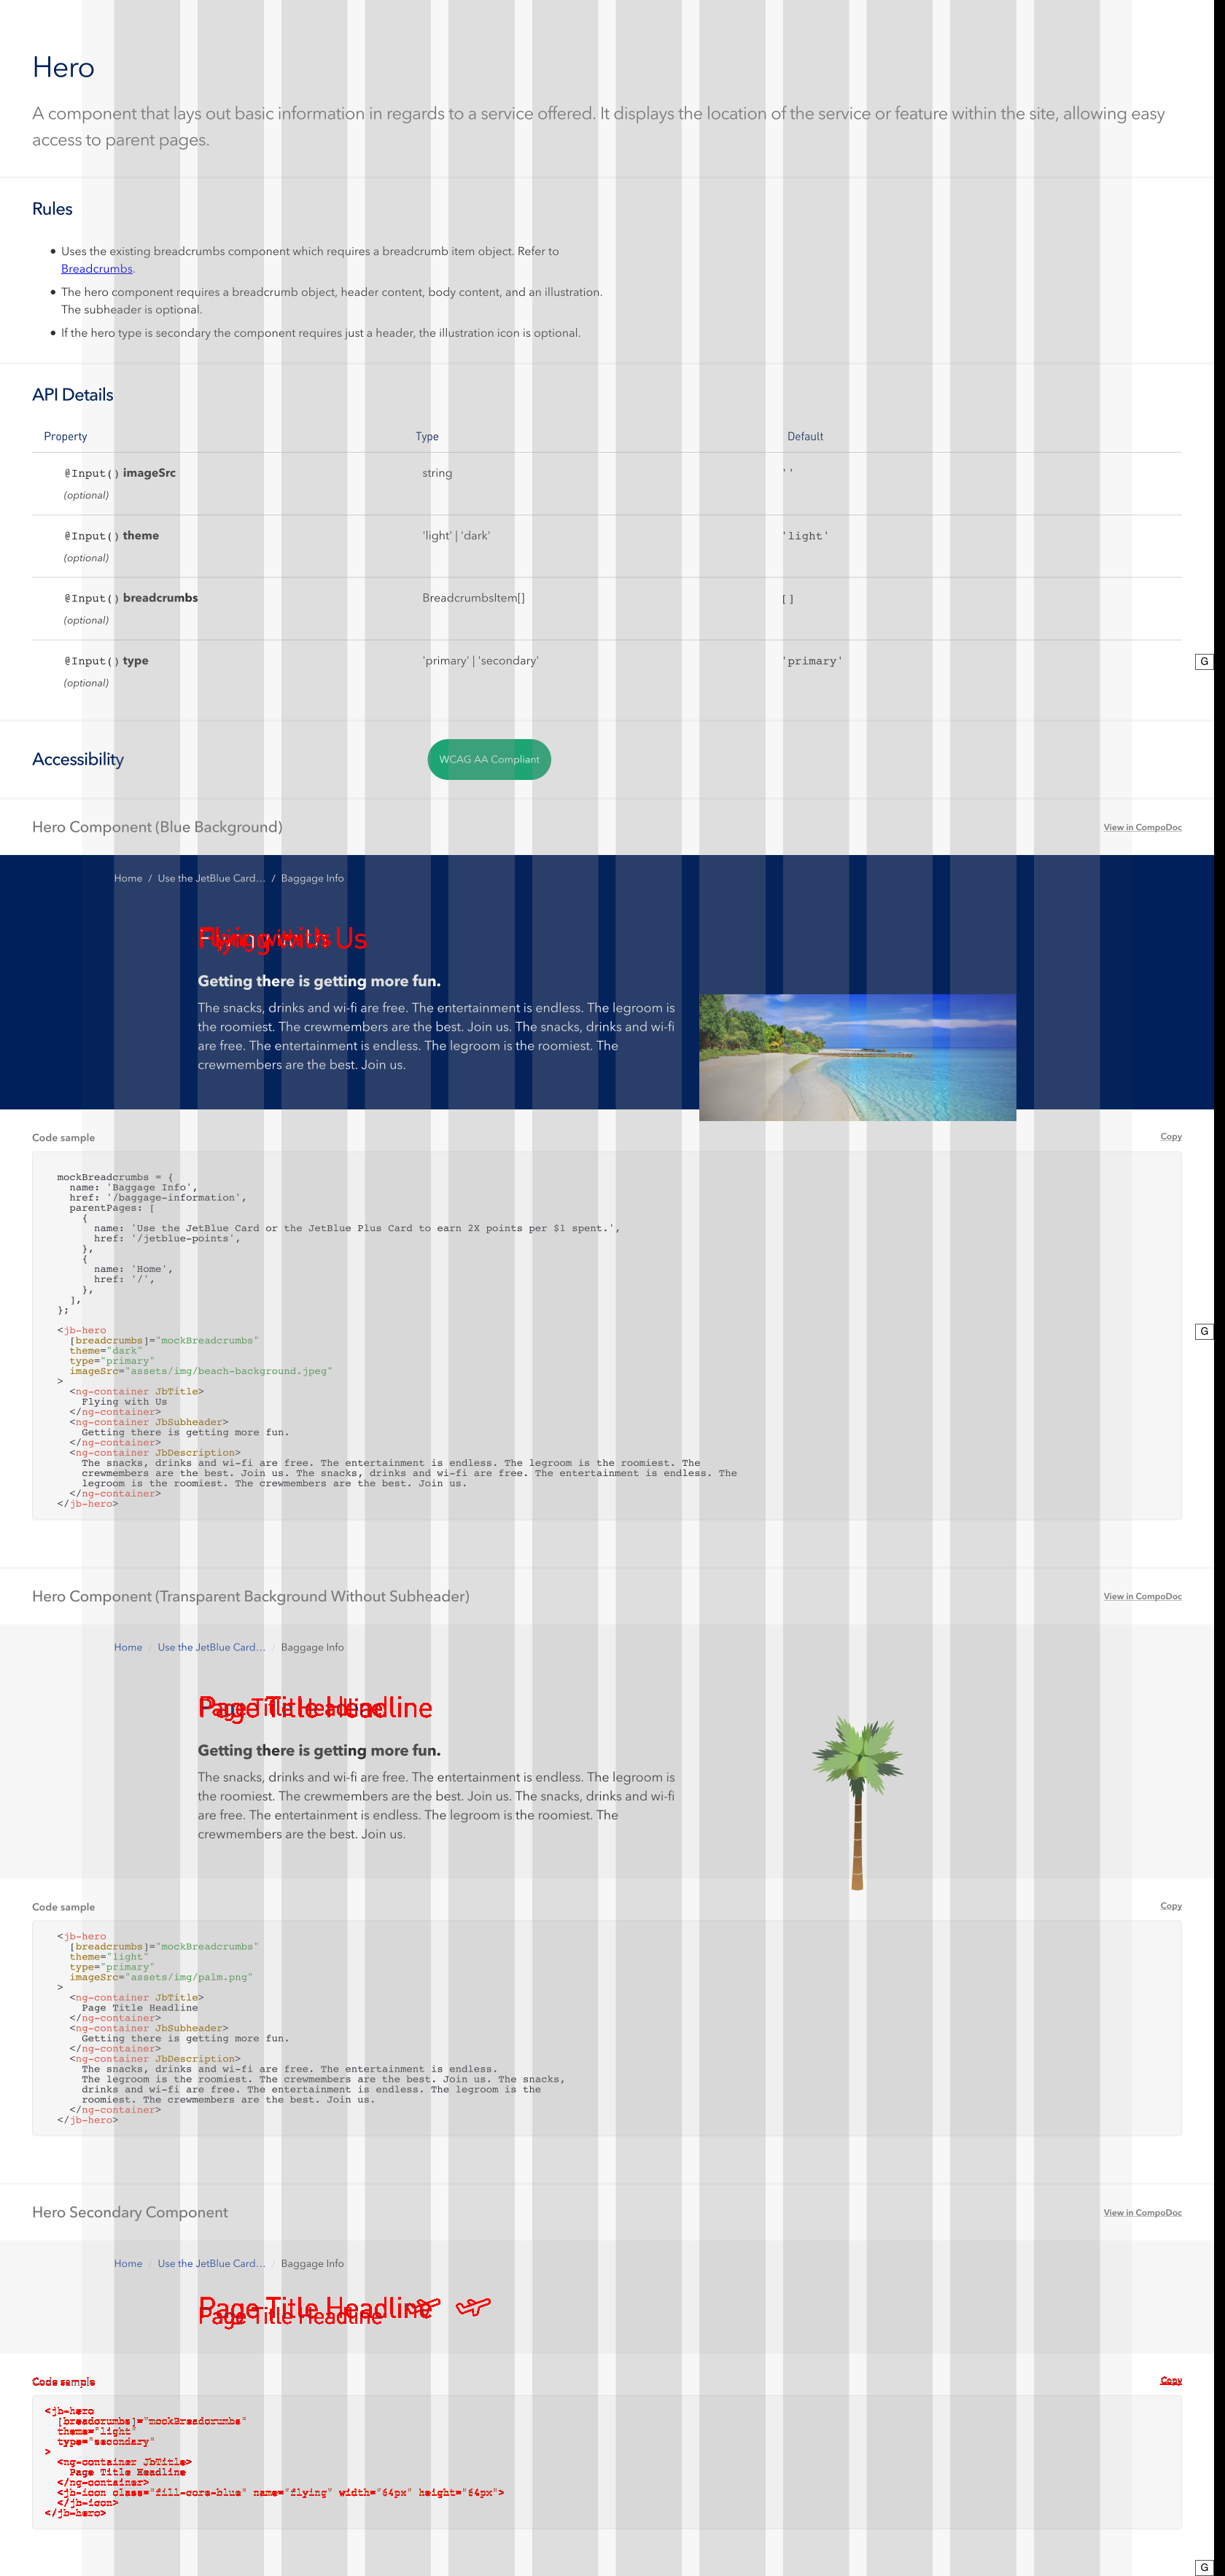 Hero
A component that lays out basic information in regards to a service offered. It displays the location of the service or feature within the site, allowing easy
access to parent pages.
Rules
Uses the existing breadcrumbs component which requires a breadcrumb item object. Refer to
Breadcrumbs.
The hero component requires a breadcrumb object, header content, body content, and an illustration.
The subheader is optional.
If the hero type is secondary the component requires just a header, the illustration icon is optional.
API Details
Property Type Default
@Input() imageSrc string ''
(optional)
@Input() theme 'light' | 'dark' 'light'
(optional)
@Input() breadcrumbs BreadcrumbsItem[] []
(optional)
@Input() type 'primary' | 'secondary' 'primary'
G
(optional)
Accessibility WCAG AA Compliant
Hero Component (Blue Background) View in CompoDoc
Home / Use the JetBlue Card... / Baggage Info
Flying with Us
Getting there is getting more fun.
The snacks, drinks and wi-fi are free. The entertainment is endless. The legroom is
the roomiest. The crewmembers are the best. Join us. The snacks, drinks and wi-fi
are free. The entertainment is endless. The legroom is the roomiest. The
crewmembers are the best. Join us.
Code sample Copy
mockBreadcrumbs = {
name: 'Baggage Info',
href: '/baggage-information',
parentPages: [
{
name: 'Use the JetBlue Card or the JetBlue Plus Card to earn 2X points per $1 spent.',
href: '/jetblue-points',
},
{
name: 'Home',
href: '/',
},
],
};
<jb-hero
G
[breadcrumbs]="mockBreadcrumbs"
theme="dark"
type="primary"
imageSrc="assets/img/beach-background.jpeg"
>
<ng-container JbTitle>
Flying with Us
</ng-container>
<ng-container JbSubheader>
Getting there is getting more fun.
</ng-container>
<ng-container JbDescription>
The snacks, drinks and wi-fi are free. The entertainment is endless. The legroom is the roomiest. The
crewmembers are the best. Join us. The snacks, drinks and wi-fi are free. The entertainment is endless. The
legroom is the roomiest. The crewmembers are the best. Join us.
</ng-container>
</jb-hero>
Hero Component (Transparent Background Without Subheader) View in CompoDoc
Home / Use the JetBlue Card... / Baggage Info
Page Title Headline
Getting there is getting more fun.
The snacks, drinks and wi-fi are free. The entertainment is endless. The legroom is
the roomiest. The crewmembers are the best. Join us. The snacks, drinks and wi-fi
are free. The entertainment is endless. The legroom is the roomiest. The
crewmembers are the best. Join us.
Code sample Copy
<jb-hero
[breadcrumbs]="mockBreadcrumbs"
theme="light"
type="primary"
imageSrc="assets/img/palm.png"
>
<ng-container JbTitle>
Page Title Headline
</ng-container>
<ng-container JbSubheader>
Getting there is getting more fun.
</ng-container>
<ng-container JbDescription>
The snacks, drinks and wi-fi are free. The entertainment is endless.
The legroom is the roomiest. The crewmembers are the best. Join us. The snacks,
drinks and wi-fi are free. The entertainment is endless. The legroom is the
roomiest. The crewmembers are the best. Join us.
</ng-container>
</jb-hero>
Hero Secondary Component View in CompoDoc
Home / Use the JetBlue Card... / Baggage Info
Page Title Headline
Page Title Headline
Code sample Copy
<jb-hero
[breadcrumbs]="mockBreadcrumbs"
theme="light"
type="secondary"
>
<ng-container JbTitle>
Page Title Headline
</ng-container>
<jb-icon class="fill-core-blue" name="flying" width="64px" height="64px">
</jb-icon>
</jb-hero>
G